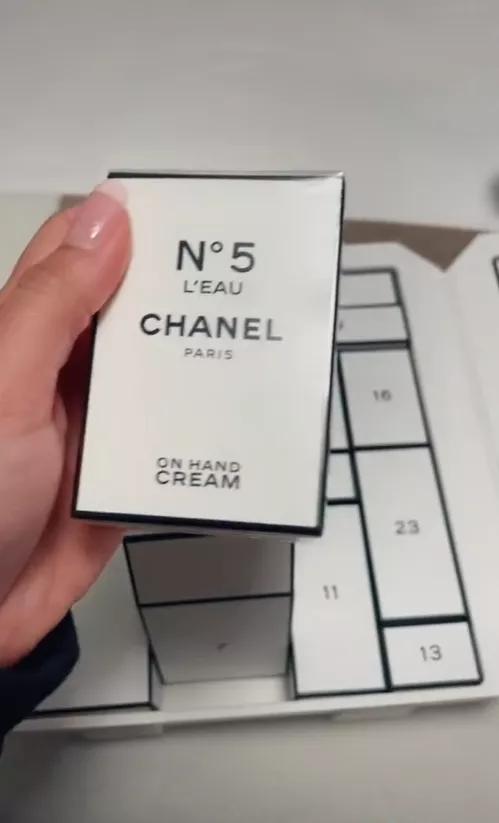 N°5
L'EAU
CHANEL
PARIS
ON HAND
CREAM
16
23
11
13